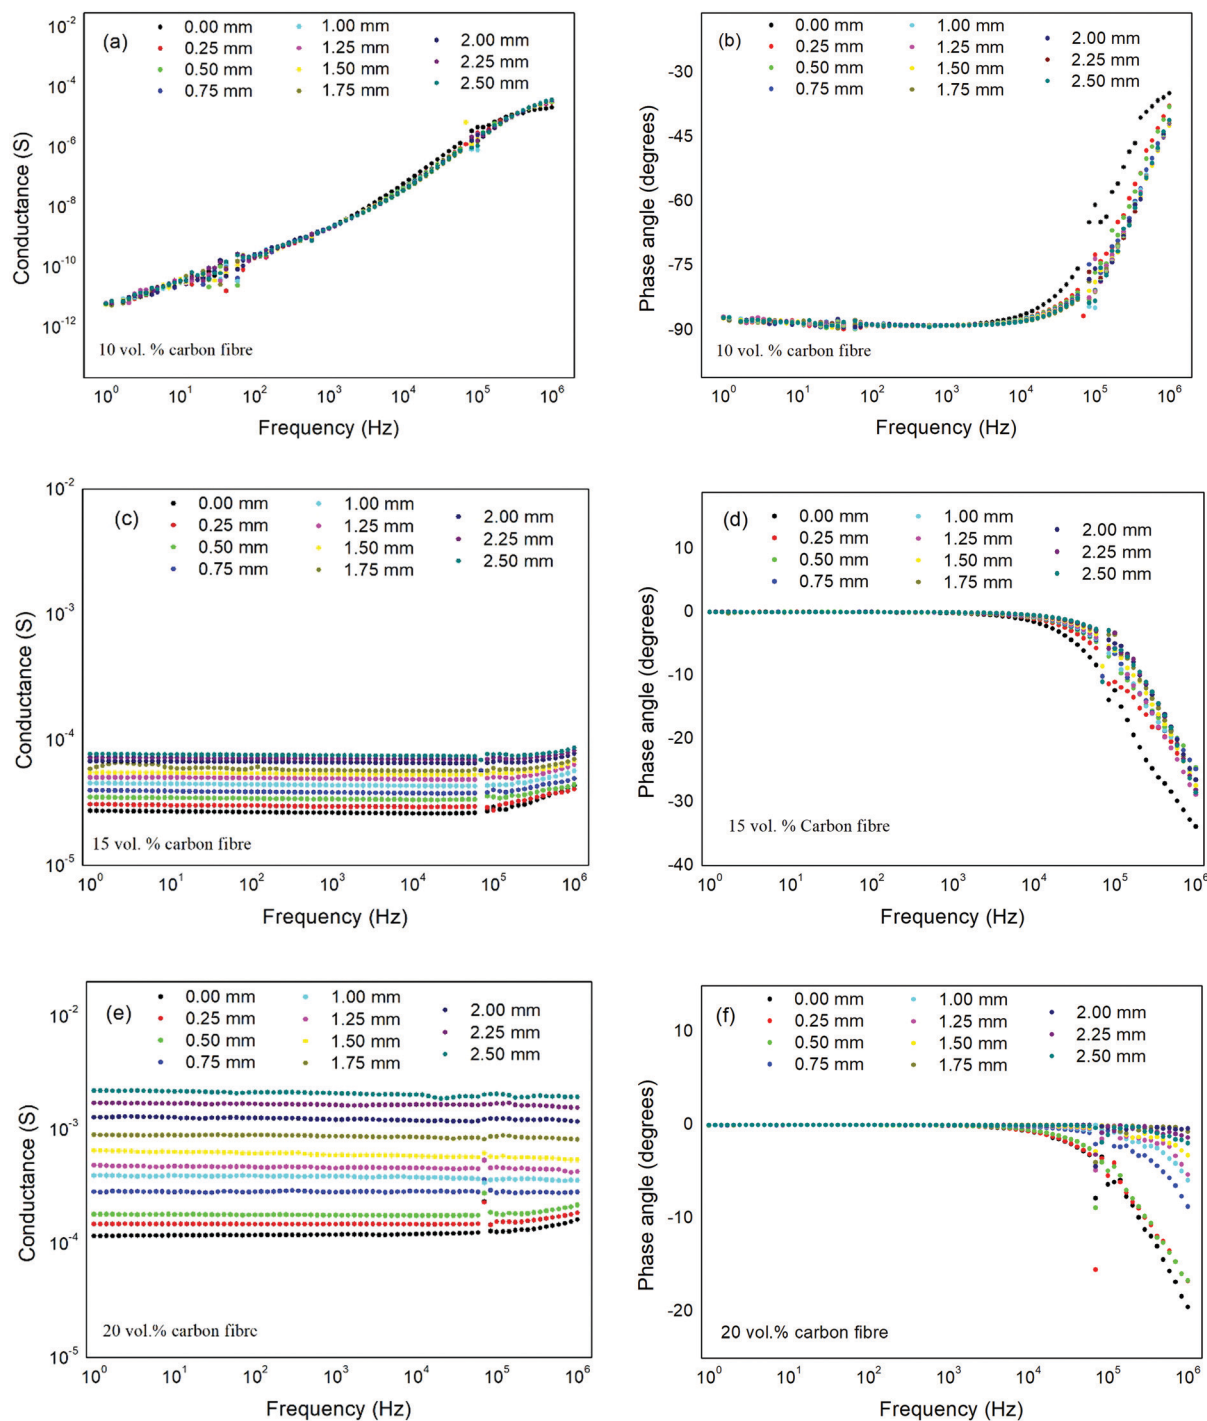 (a)
0.00 mm
0.25 mm
0.50 mm
0.75 mm
1.00 mm
1.25 mm
1.50 mm
1.75 mm
2.00 mm
2.25 mm
2.50 mm
Conductance (S)
10⁻²
10⁻⁴
10⁻⁶
10⁻⁸
10⁻¹⁰
10⁻¹²
10 vol. % carbon fibre
10⁰ 10¹ 10² 10³ 10⁴ 10⁵ 10⁶
Frequency (Hz)
(b)
0.00 mm
0.25 mm
0.50 mm
0.75 mm
1.00 mm
1.25 mm
1.50 mm
1.75 mm
2.00 mm
2.25 mm
2.50 mm
Phase angle (degrees)
-30
-45
-60
-75
-90
10 vol. % carbon fibre
10⁰ 10¹ 10² 10³ 10⁴ 10⁵ 10⁶
Frequency (Hz)
(c)
0.00 mm
0.25 mm
0.50 mm
0.75 mm
1.00 mm
1.25 mm
1.50 mm
1.75 mm
2.00 mm
2.25 mm
2.50 mm
Conductance (S)
10⁻²
10⁻³
10⁻⁴
10⁻⁵
15 vol. % carbon fibre
10⁰ 10¹ 10² 10³ 10⁴ 10⁵ 10⁶
Frequency (Hz)
(d)
0.00 mm
0.25 mm
0.50 mm
0.75 mm
1.00 mm
1.25 mm
1.50 mm
1.75 mm
2.00 mm
2.25 mm
2.50 mm
Phase angle (degrees)
10
0
-10
-20
-30
-40
15 vol. % Carbon fibre
10⁰ 10¹ 10² 10³ 10⁴ 10⁵ 10⁶
Frequency (Hz)
(e)
0.00 mm
0.25 mm
0.50 mm
0.75 mm
1.00 mm
1.25 mm
1.50 mm
1.75 mm
2.00 mm
2.25 mm
2.50 mm
Conductance (S)
10⁻²
10⁻³
10⁻⁴
10⁻⁵
20 vol.% carbon fibre
10⁰ 10¹ 10² 10³ 10⁴ 10⁵ 10⁶
Frequency (Hz)
(f)
0.00 mm
0.25 mm
0.50 mm
0.75 mm
1.00 mm
1.25 mm
1.50 mm
1.75 mm
2.00 mm
2.25 mm
2.50 mm
Phase angle (degrees)
10
0
-10
-20
20 vol.% carbon fibre
10⁰ 10¹ 10² 10³ 10⁴ 10⁵ 10⁶
Frequency (Hz)